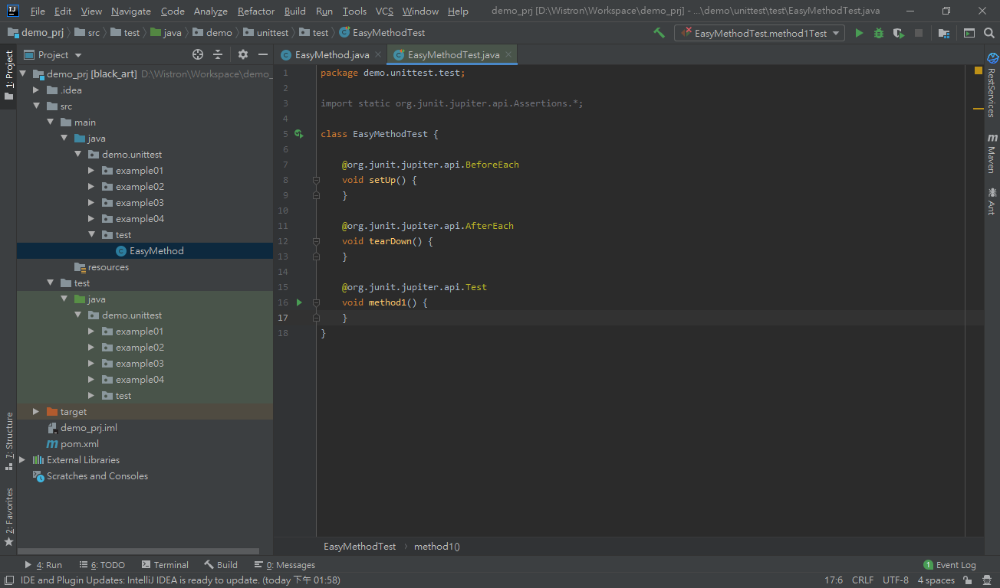 File Edit View Navigate Code Analyze Refactor Build Run Tools VCS Window Help demo_prj [D:\Wistron\Workspace\demo_prj] - ...\demo\unittest\test\EasyMethodTest.java
demo_prj src test java demo unittest test EasyMethodTest EasyMethodTest.method1Test
Project EasyMethod.java EasyMethodTest.java
1: Project
demo_prj [black_art] D:\Wistron\Workspace\demo_
.idea
src
main
java
demo.unittest
example01
example02
example03
example04
test
EasyMethod
resources
test
java
demo.unittest
example01
example02
example03
example04
test
target
demo_prj.iml
pom.xml
External Libraries
Scratches and Consoles
7: Structure
2: Favorites
1 package demo.unittest.test;
2
3 import static org.junit.jupiter.api.Assertions.*;
4
5 class EasyMethodTest {
6
7 @org.junit.jupiter.api.BeforeEach
8 void setUp() {
9 }
10
11 @org.junit.jupiter.api.AfterEach
12 void tearDown() {
13 }
14
15 @org.junit.jupiter.api.Test
16 void method1() {
17 }
18 }
RestServices
m Maven
Ant
EasyMethodTest method1()
4: Run 6: TODO Terminal Build 0: Messages 1 Event Log
IDE and Plugin Updates: IntelliJ IDEA is ready to update. (today 下午 01:58) 17:6 CRLF UTF-8 4 spaces